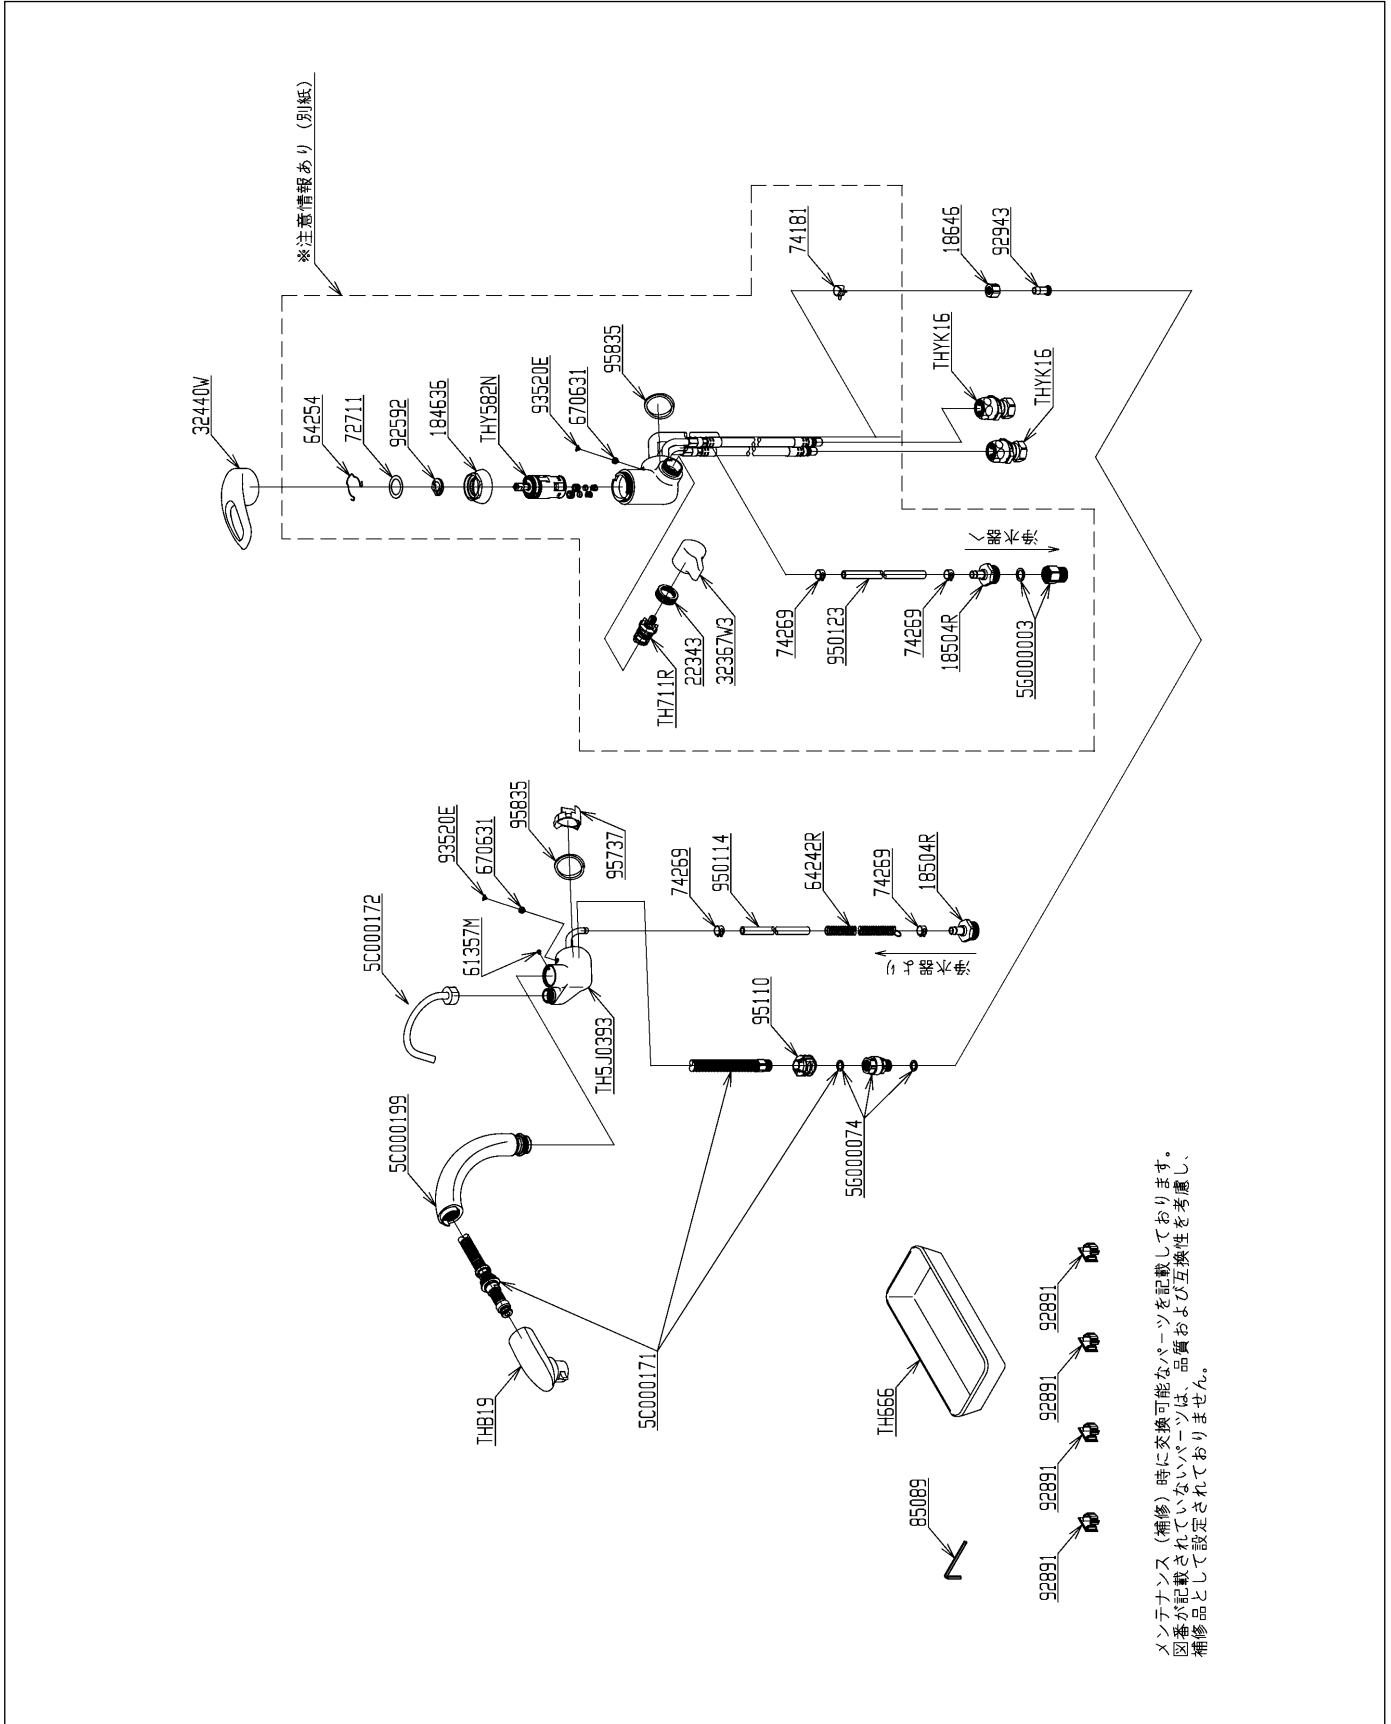 ※注意情報あり（別紙）
32440W
64254
72711
92592
184636
THY582N
93520E
670631
95835
74181
18646
92943
THYK16
THYK16
TH711R
22343
32367W3
74269
950123
74269
18504R
5G000003
浄水器へ
5C000172
61357M
93520E
670631
95835
95737
TH5J0393
74269
950114
64242R
74269
18504R
浄水器より
95110
5G000074
5C000199
THB19
5C000171
TH666
85089
92891
92891
92891
92891
メンテナンス（補修）時に交換可能なパーツを記載しております。
図番が記載されていないパーツは、品質および互換性を考慮し、
補修品として設定されておりません。